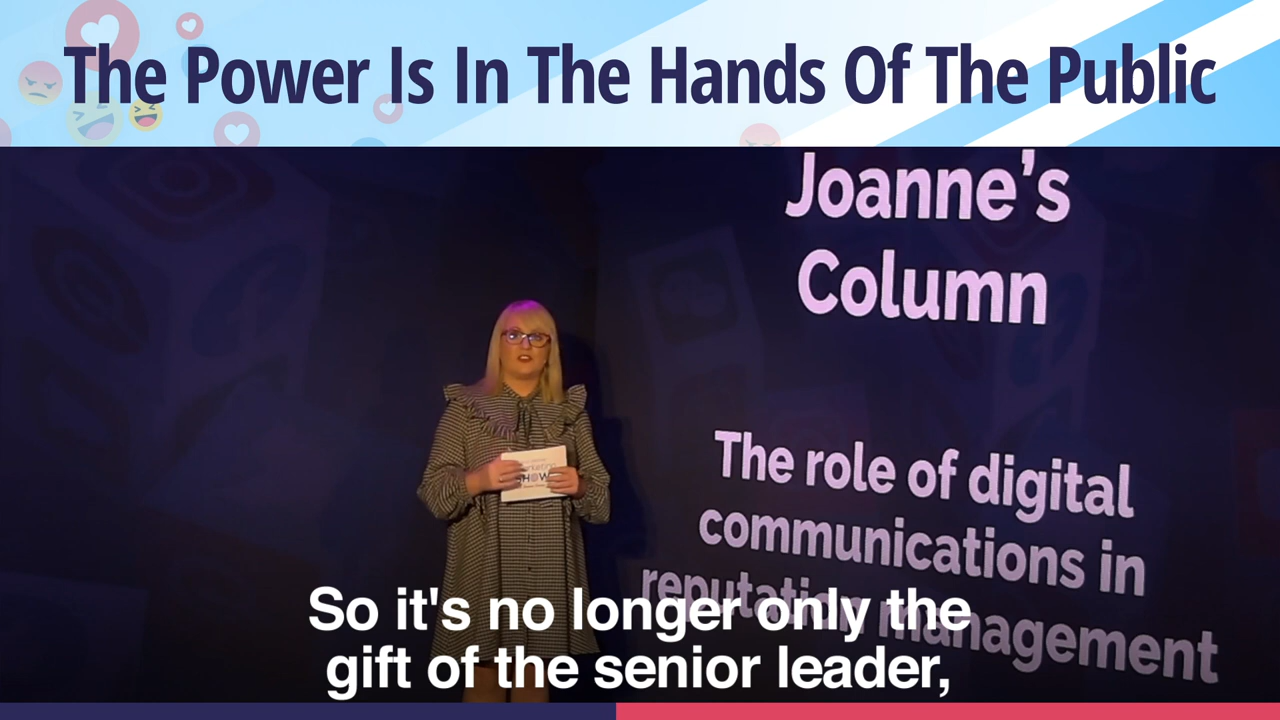 The Power Is In The Hands Of The Public
Joanne's
Column
The role of digital
communications in
reputation management
So it's no longer only the
gift of the senior leader,
SHOW